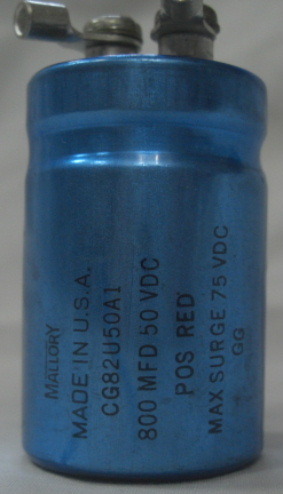 MALLORY
MADE IN U.S.A.
CG82U50A1
800 MFD 50 VDC
POS RED
MAX SURGE 75 VDC
GG